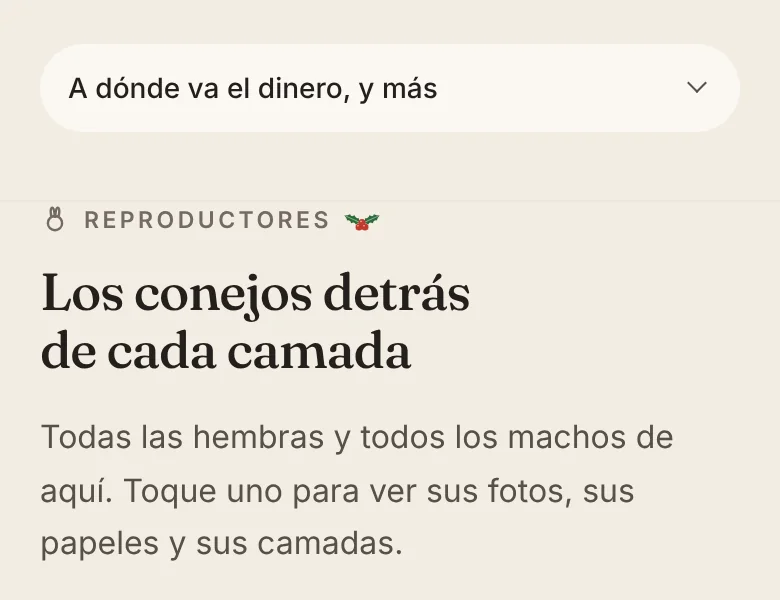 A dónde va el dinero, y más
REPRODUCTORES
Los conejos detrás
de cada camada
Todas las hembras y todos los machos de
aquí. Toque uno para ver sus fotos, sus
papeles y sus camadas.